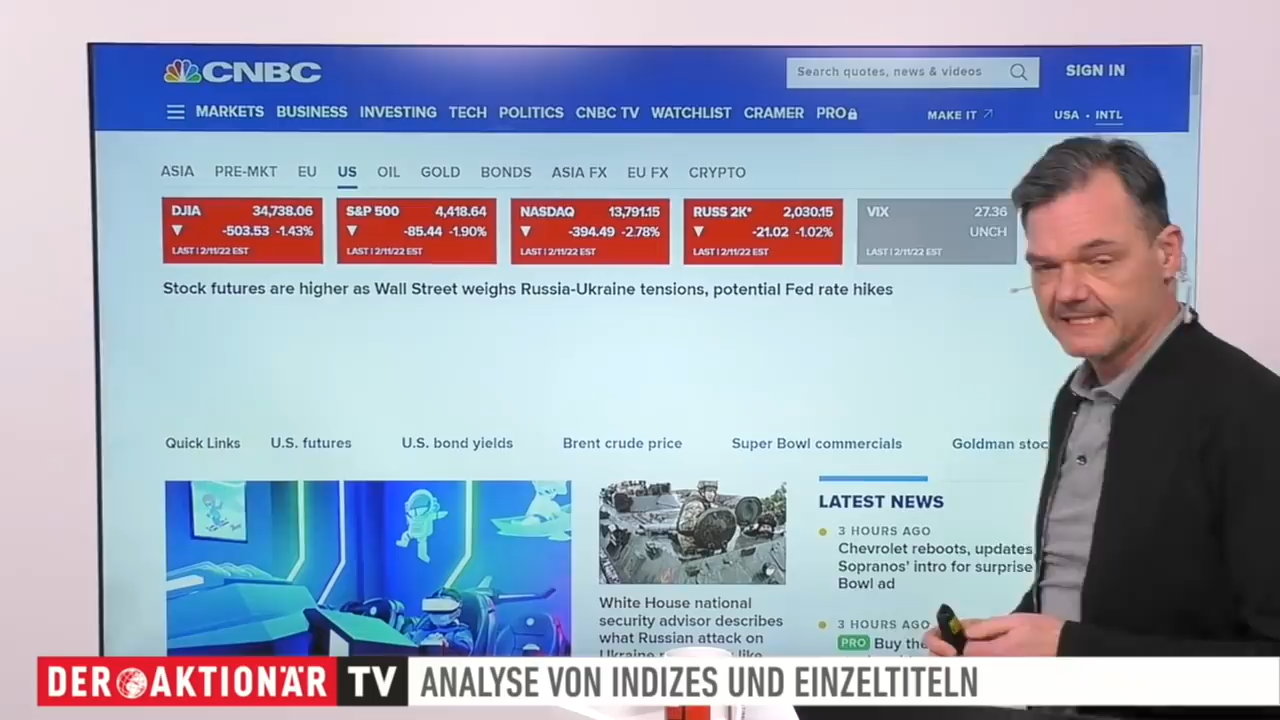 CNBC
Search quotes, news & videos
SIGN IN
MARKETS BUSINESS INVESTING TECH POLITICS CNBC TV WATCHLIST CRAMER PRO
MAKE IT
USA • INTL
ASIA PRE-MKT EU US OIL GOLD BONDS ASIA FX EU FX CRYPTO
DJIA 34,738.06
▼ -503.53 -1.43%
LAST | 2/11/22 EST
S&P 500 4,418.64
▼ -85.44 -1.90%
LAST | 2/11/22 EST
NASDAQ 13,791.15
▼ -394.49 -2.78%
LAST | 2/11/22 EST
RUSS 2K* 2,030.15
▼ -21.02 -1.02%
LAST | 2/11/22 EST
VIX 27.36
UNCH
LAST | 2/11/22 EST
Stock futures are higher as Wall Street weighs Russia-Ukraine tensions, potential Fed rate hikes
Quick Links U.S. futures U.S. bond yields Brent crude price Super Bowl commercials Goldman stoc
White House national
security advisor describes
what Russian attack on
Ukraine like
LATEST NEWS
3 HOURS AGO
Chevrolet reboots, updates
Sopranos' intro for surprise
Bowl ad
3 HOURS AGO
PRO Buy the
DER AKTIONÄR TV ANALYSE VON INDIZES UND EINZELTITELN